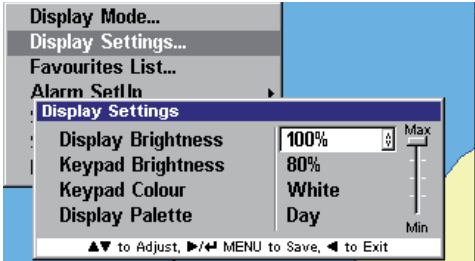 Display Mode...
Display Settings...
Favourites List...
Alarm SetUp
Display Settings
Display Brightness 100% Max
Keypad Brightness 80%
Keypad Colour White
Display Palette Day Min
▲▼ to Adjust, ▶/↵ MENU to Save, ◀ to Exit